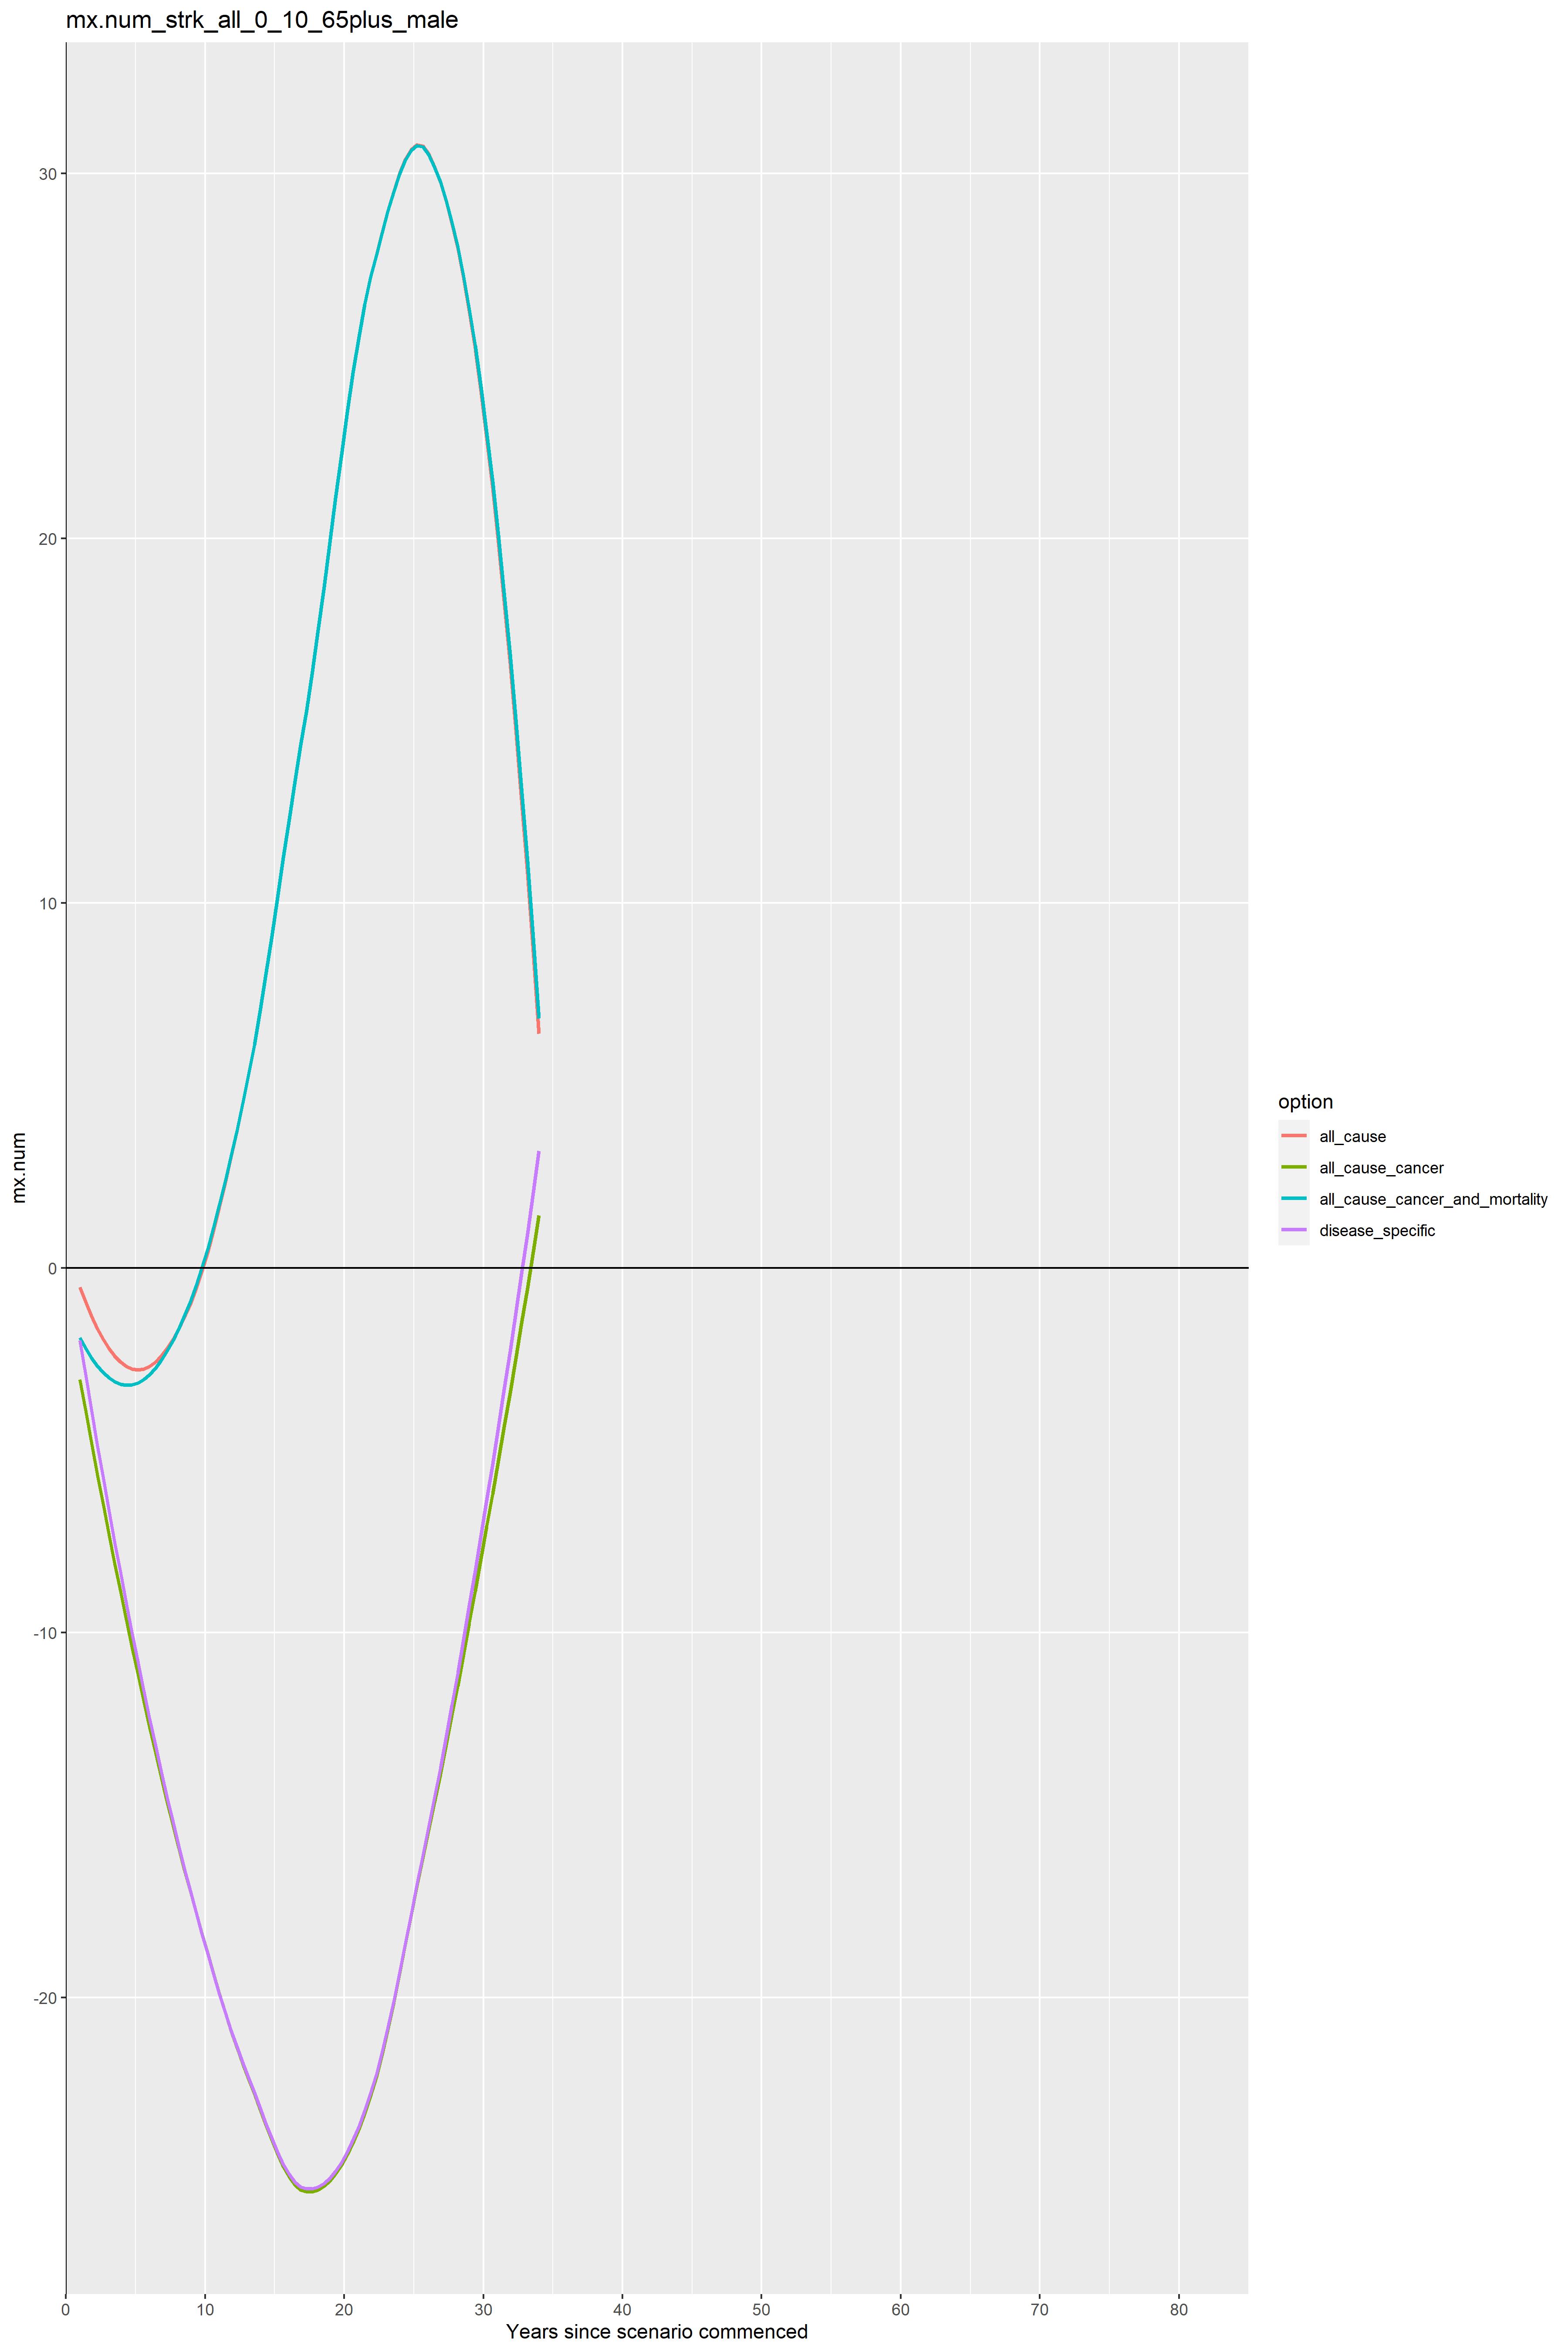 mx.num_strk_all_0_10_65plus_male
30
20
10
0
-10
-20
mx.num
0 10 20 30 40 50 60 70 80
Years since scenario commenced
option
all_cause
all_cause_cancer
all_cause_cancer_and_mortality
disease_specific